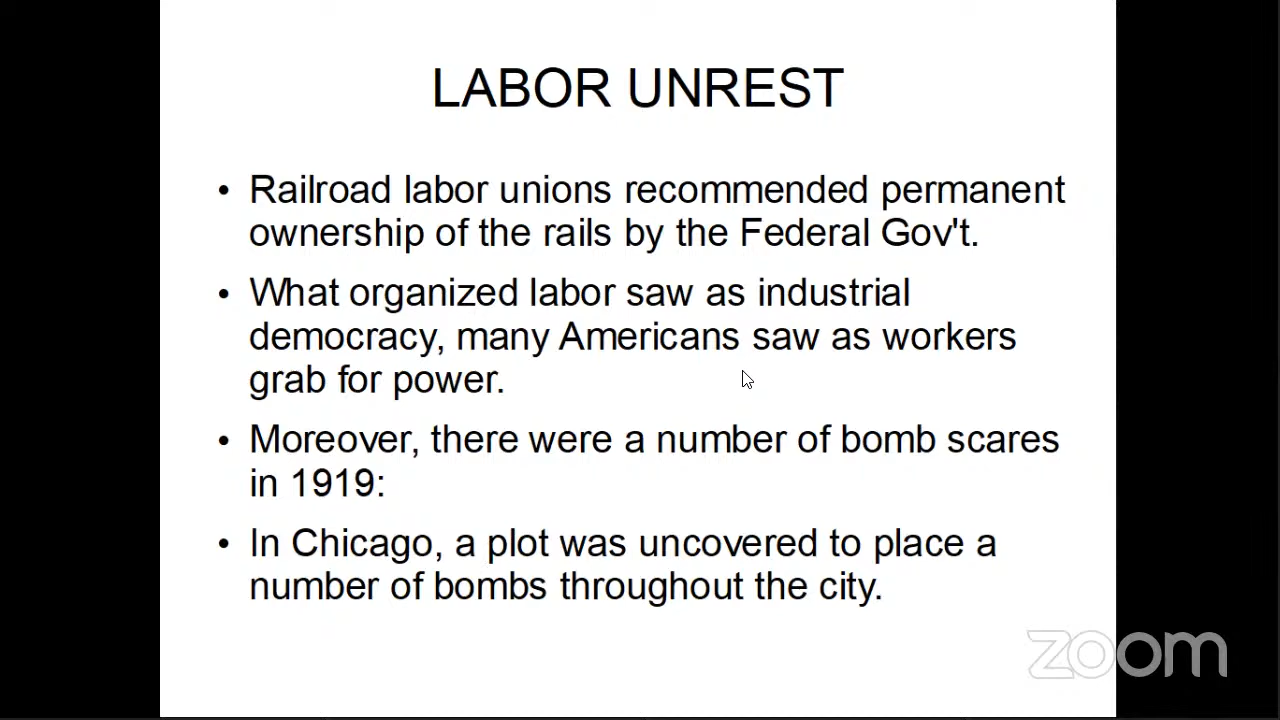 LABOR UNREST
• Railroad labor unions recommended permanent
ownership of the rails by the Federal Gov't.
• What organized labor saw as industrial
democracy, many Americans saw as workers
grab for power.
• Moreover, there were a number of bomb scares
in 1919:
• In Chicago, a plot was uncovered to place a
number of bombs throughout the city.
zoom